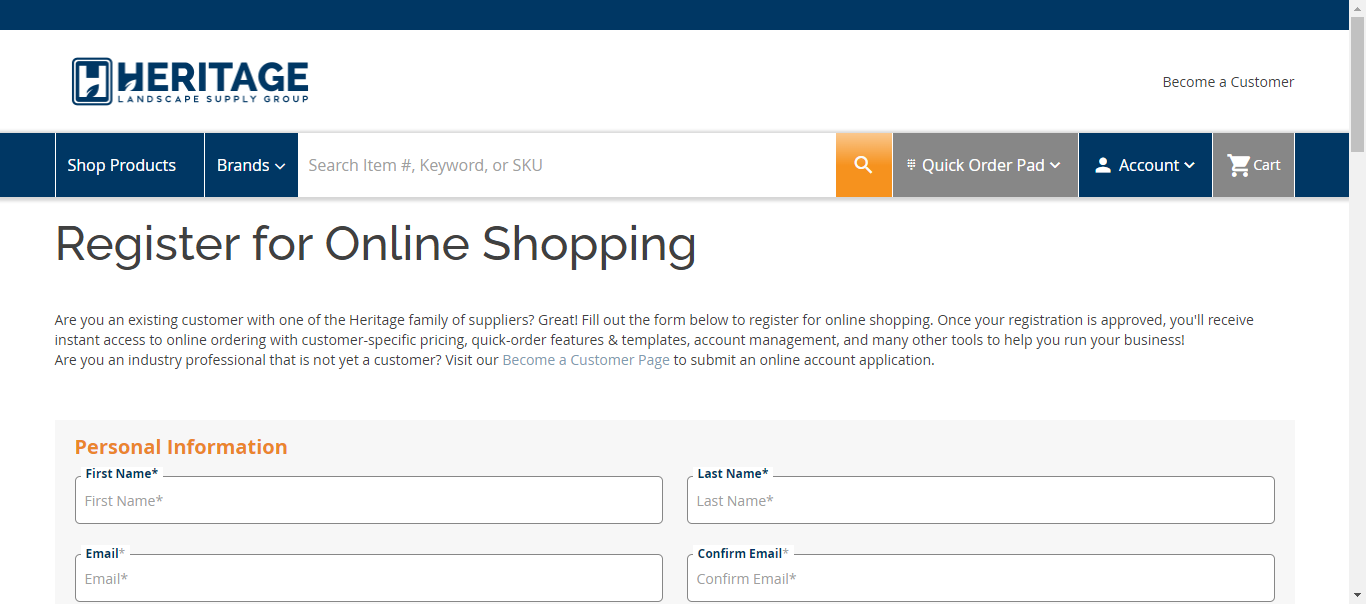 HERITAGE
LANDSCAPE SUPPLY GROUP
Become a Customer
Shop Products
Brands
Search Item #, Keyword, or SKU
Quick Order Pad
Account
Cart
Register for Online Shopping
Are you an existing customer with one of the Heritage family of suppliers? Great! Fill out the form below to register for online shopping. Once your registration is approved, you'll receive
instant access to online ordering with customer-specific pricing, quick-order features & templates, account management, and many other tools to help you run your business!
Are you an industry professional that is not yet a customer? Visit our Become a Customer Page to submit an online account application.
Personal Information
First Name*
First Name*
Last Name*
Last Name*
Email*
Email*
Confirm Email*
Confirm Email*